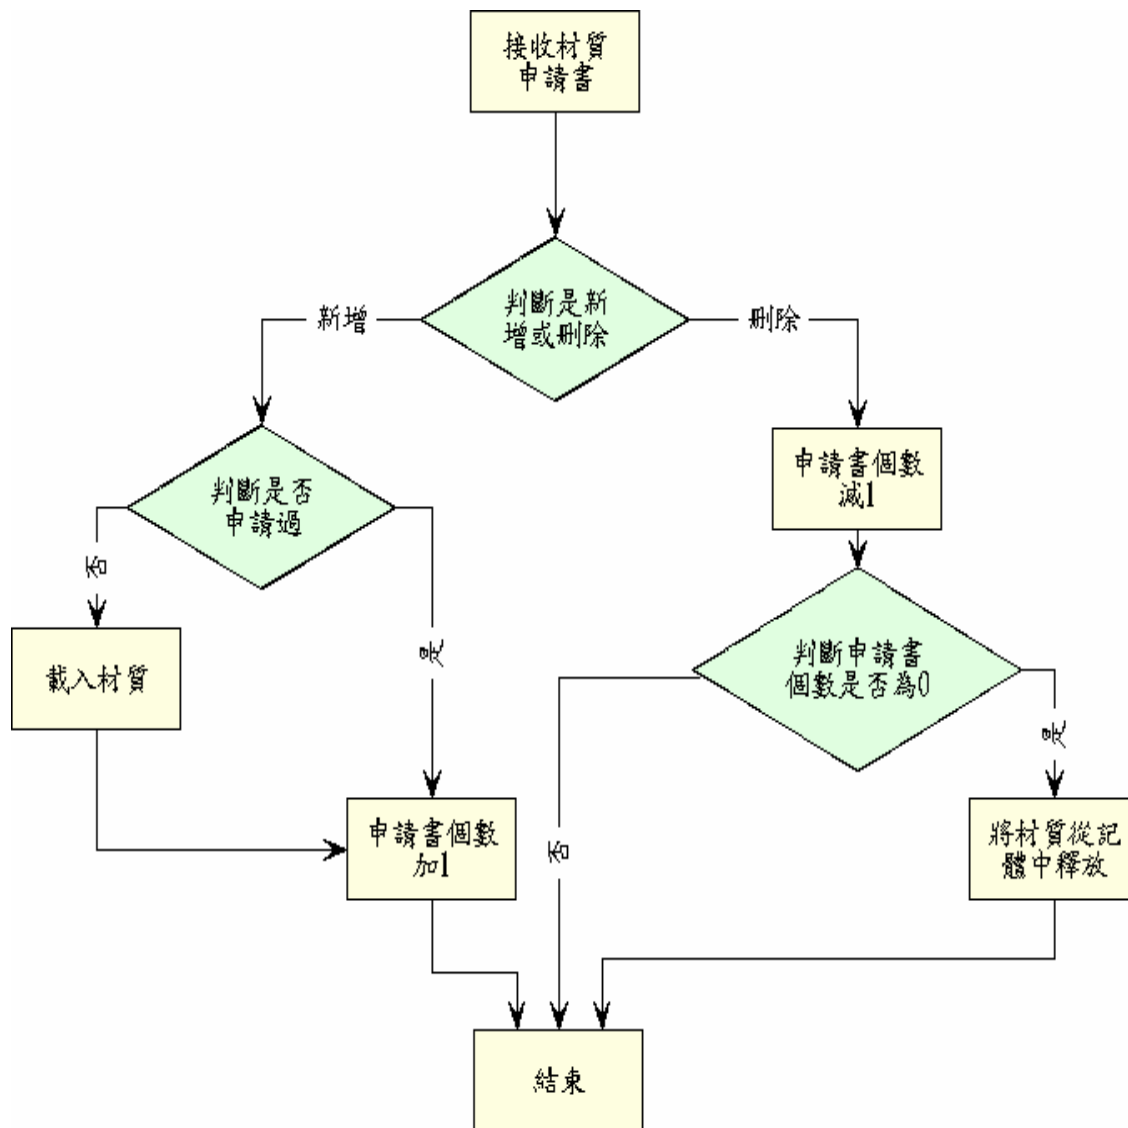 接收材質
申請書
判斷是新
增或刪除
新增
刪除
判斷是否
申請過
申請書個數
減1
否
是
載入材質
判斷申請書
個數是否為0
是
否
申請書個數
加1
將材質從記
體中釋放
結束